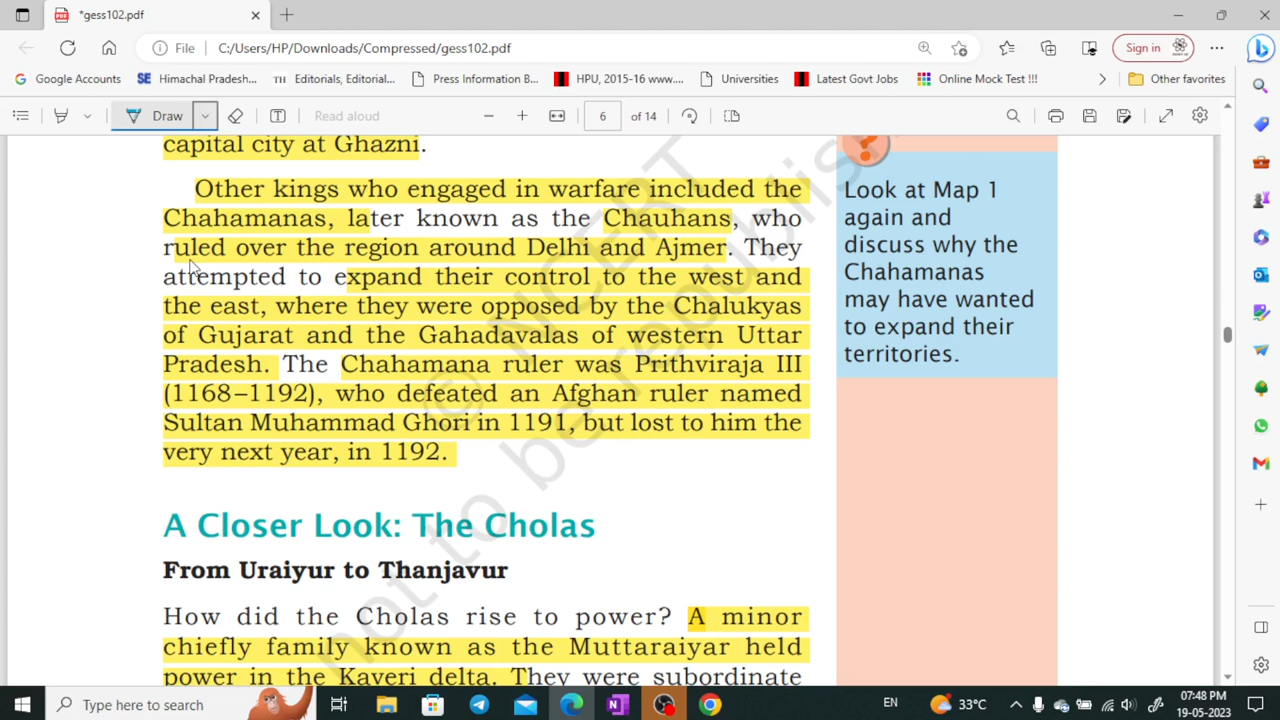 *gess102.pdf
File C:/Users/HP/Downloads/Compressed/gess102.pdf Sign in
Google Accounts SE Himachal Pradesh... TH Editorials, Editorial... Press Information B... HPU, 2015-16 www.... Universities Latest Govt Jobs Online Mock Test !!! Other favorites
Draw Read aloud 6 of 14
capital city at Ghazni.
Other kings who engaged in warfare included the
Chahamanas, later known as the Chauhans, who
ruled over the region around Delhi and Ajmer. They
attempted to expand their control to the west and
the east, where they were opposed by the Chalukyas
of Gujarat and the Gahadavalas of western Uttar
Pradesh. The Chahamana ruler was Prithviraja III
(1168–1192), who defeated an Afghan ruler named
Sultan Muhammad Ghori in 1191, but lost to him the
very next year, in 1192.
?
Look at Map 1
again and
discuss why the
Chahamanas
may have wanted
to expand their
territories.
A Closer Look: The Cholas
From Uraiyur to Thanjavur
How did the Cholas rise to power? A minor
chiefly family known as the Muttaraiyar held
power in the Kaveri delta. They were subordinate
© NCERT
not to be republish
Type here to search
33°C EN 07:48 PM
19-05-2023